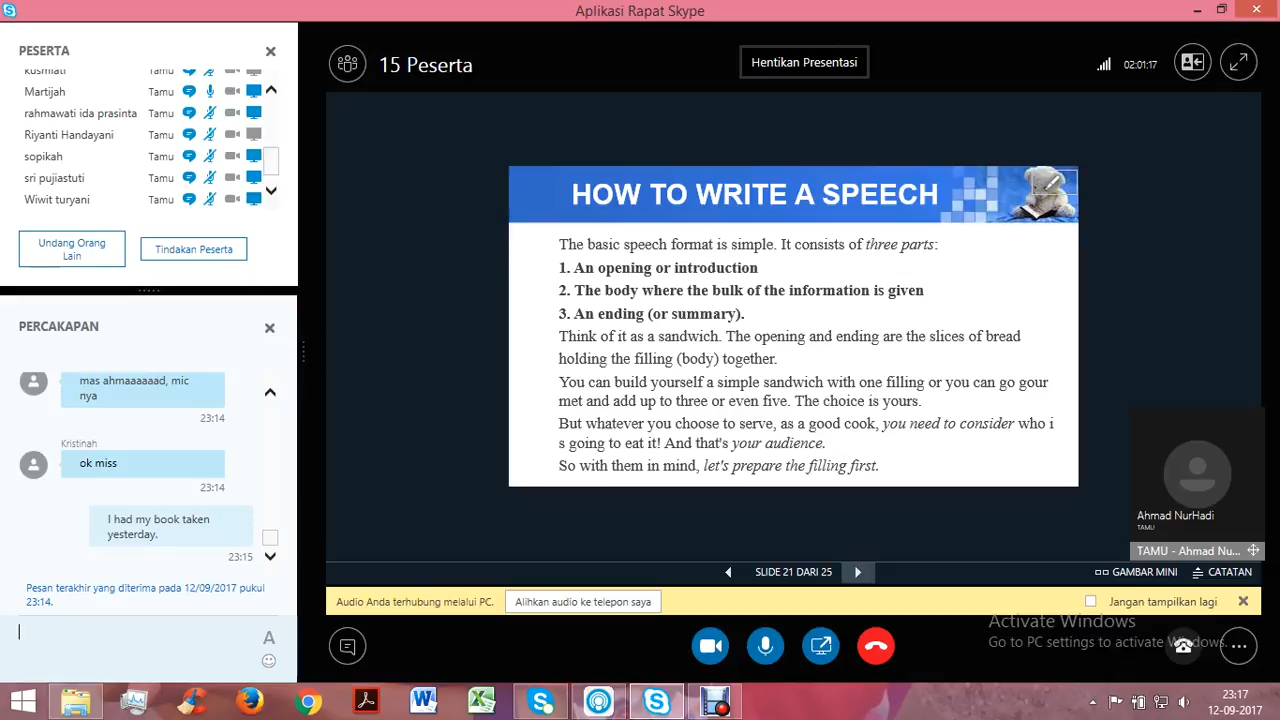 Aplikasi Rapat Skype
PESERTA
kusmiati Tamu
Martijah Tamu
rahmawati ida prasinta Tamu
Riyanti Handayani Tamu
sopikah Tamu
sri pujiastuti Tamu
Wiwit turyani Tamu
Undang Orang
Lain
Tindakan Peserta
PERCAKAPAN
mas ahmaaaaaad, mic
nya
23:14
Kristinah
ok miss
23:14
I had my book taken
yesterday.
23:15
Pesan terakhir yang diterima pada 12/09/2017 pukul
23:14.
A
15 Peserta
Hentikan Presentasi
02:01:17
HOW TO WRITE A SPEECH
The basic speech format is simple. It consists of three parts:
1. An opening or introduction
2. The body where the bulk of the information is given
3. An ending (or summary).
Think of it as a sandwich. The opening and ending are the slices of bread
holding the filling (body) together.
You can build yourself a simple sandwich with one filling or you can go gour
met and add up to three or even five. The choice is yours.
But whatever you choose to serve, as a good cook, you need to consider who i
s going to eat it! And that's your audience.
So with them in mind, let's prepare the filling first.
Ahmad NurHadi
TAMU
TAMU - Ahmad Nu...
SLIDE 21 DARI 25
GAMBAR MINI
CATATAN
Audio Anda terhubung melalui PC.
Alihkan audio ke telepon saya
Jangan tampilkan lagi
Activate Windows
Go to PC settings to activate Windows.
23:17
12-09-2017